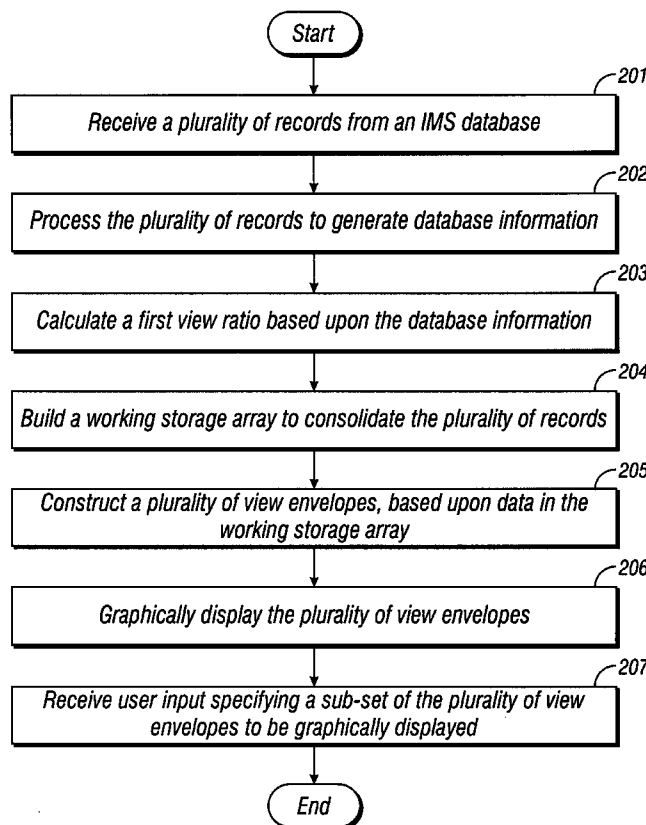 Start
201
Receive a plurality of records from an IMS database
202
Process the plurality of records to generate database information
203
Calculate a first view ratio based upon the database information
204
Build a working storage array to consolidate the plurality of records
205
Construct a plurality of view envelopes, based upon data in the
working storage array
206
Graphically display the plurality of view envelopes
207
Receive user input specifying a sub-set of the plurality of view
envelopes to be graphically displayed
End